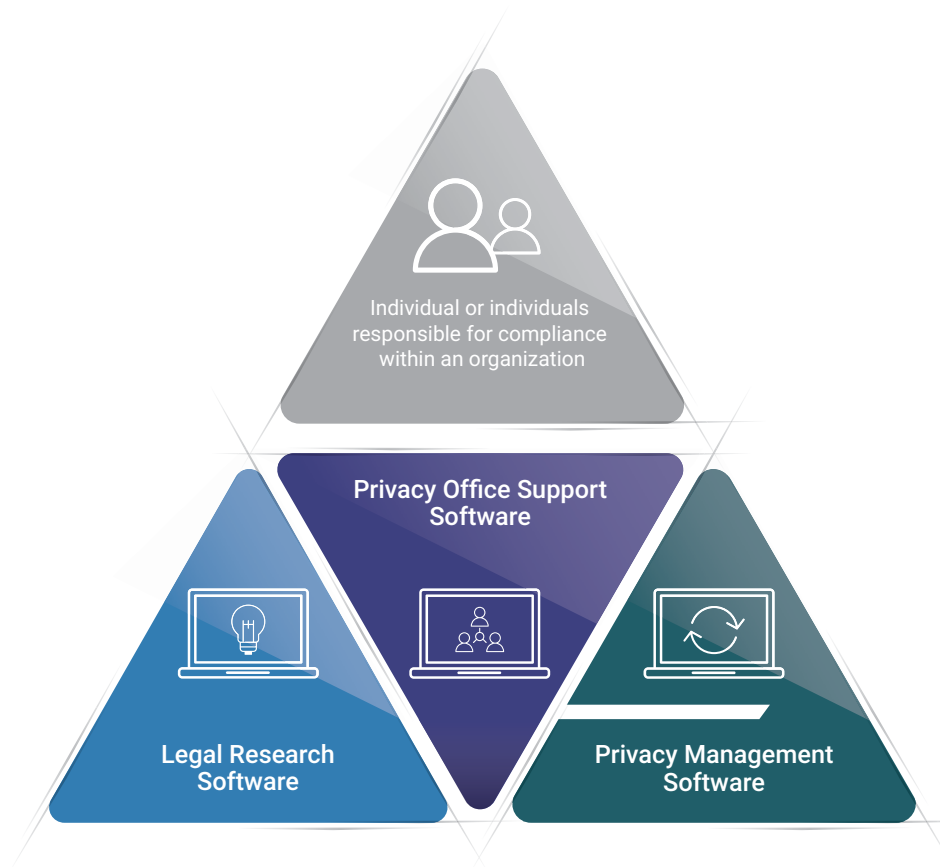 Individual or individuals
responsible for compliance
within an organization
Privacy Office Support
Software
Legal Research
Software
Privacy Management
Software